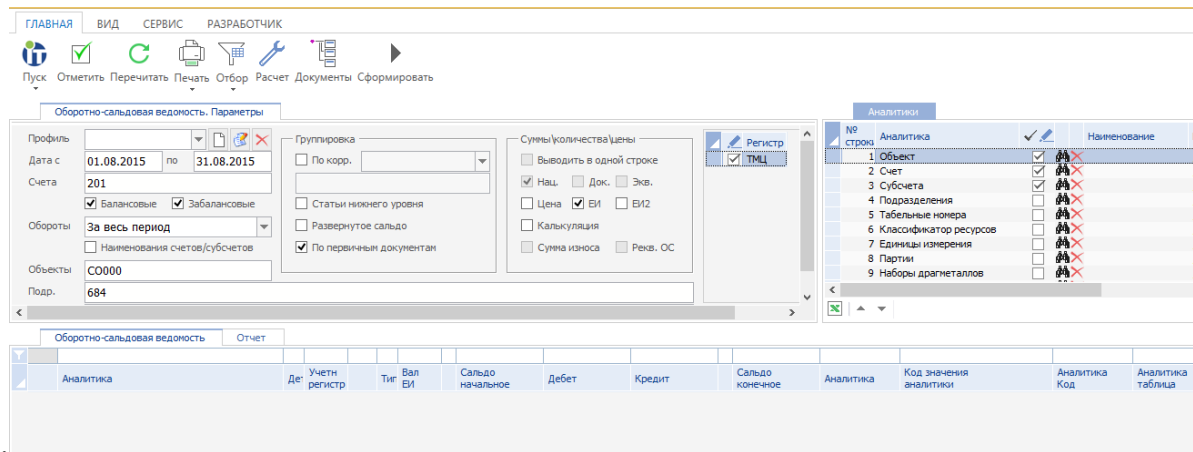 ГЛАВНАЯ ВИД СЕРВИС РАЗРАБОТЧИК
Пуск Отметить Перечитать Печать Отбор Расчет Документы Сформировать
Оборотно-сальдовая ведомость. Параметры
Профиль
Дата с 01.08.2015 по 31.08.2015
Счета 201
Балансовые Забалансовые
Обороты За весь период
Наименования счетов/субсчетов
Объекты СО000
Подр. 684
Группировка
По корр.
Статьи нижнего уровня
Развернутое сальдо
По первичным документам
Суммы\количества\цены
Выводить в одной строке
Нац. Док. Экв.
Цена ЕИ ЕИ2
Калькуляция
Сумма износа Рекв. ОС
Регистр
ТМЦ
Аналитики
№ строки Аналитика Наименование
1 Объект
2 Счет
3 Субсчета
4 Подразделения
5 Табельные номера
6 Классификатор ресурсов
7 Единицы измерения
8 Партии
9 Наборы драгметаллов
Оборотно-сальдовая ведомость Отчет
Аналитика Де Учетн регистр Тип Вал ЕИ Сальдо начальное Дебет Кредит Сальдо конечное Аналитика Код значения аналитики Аналитика Код Аналитика таблица